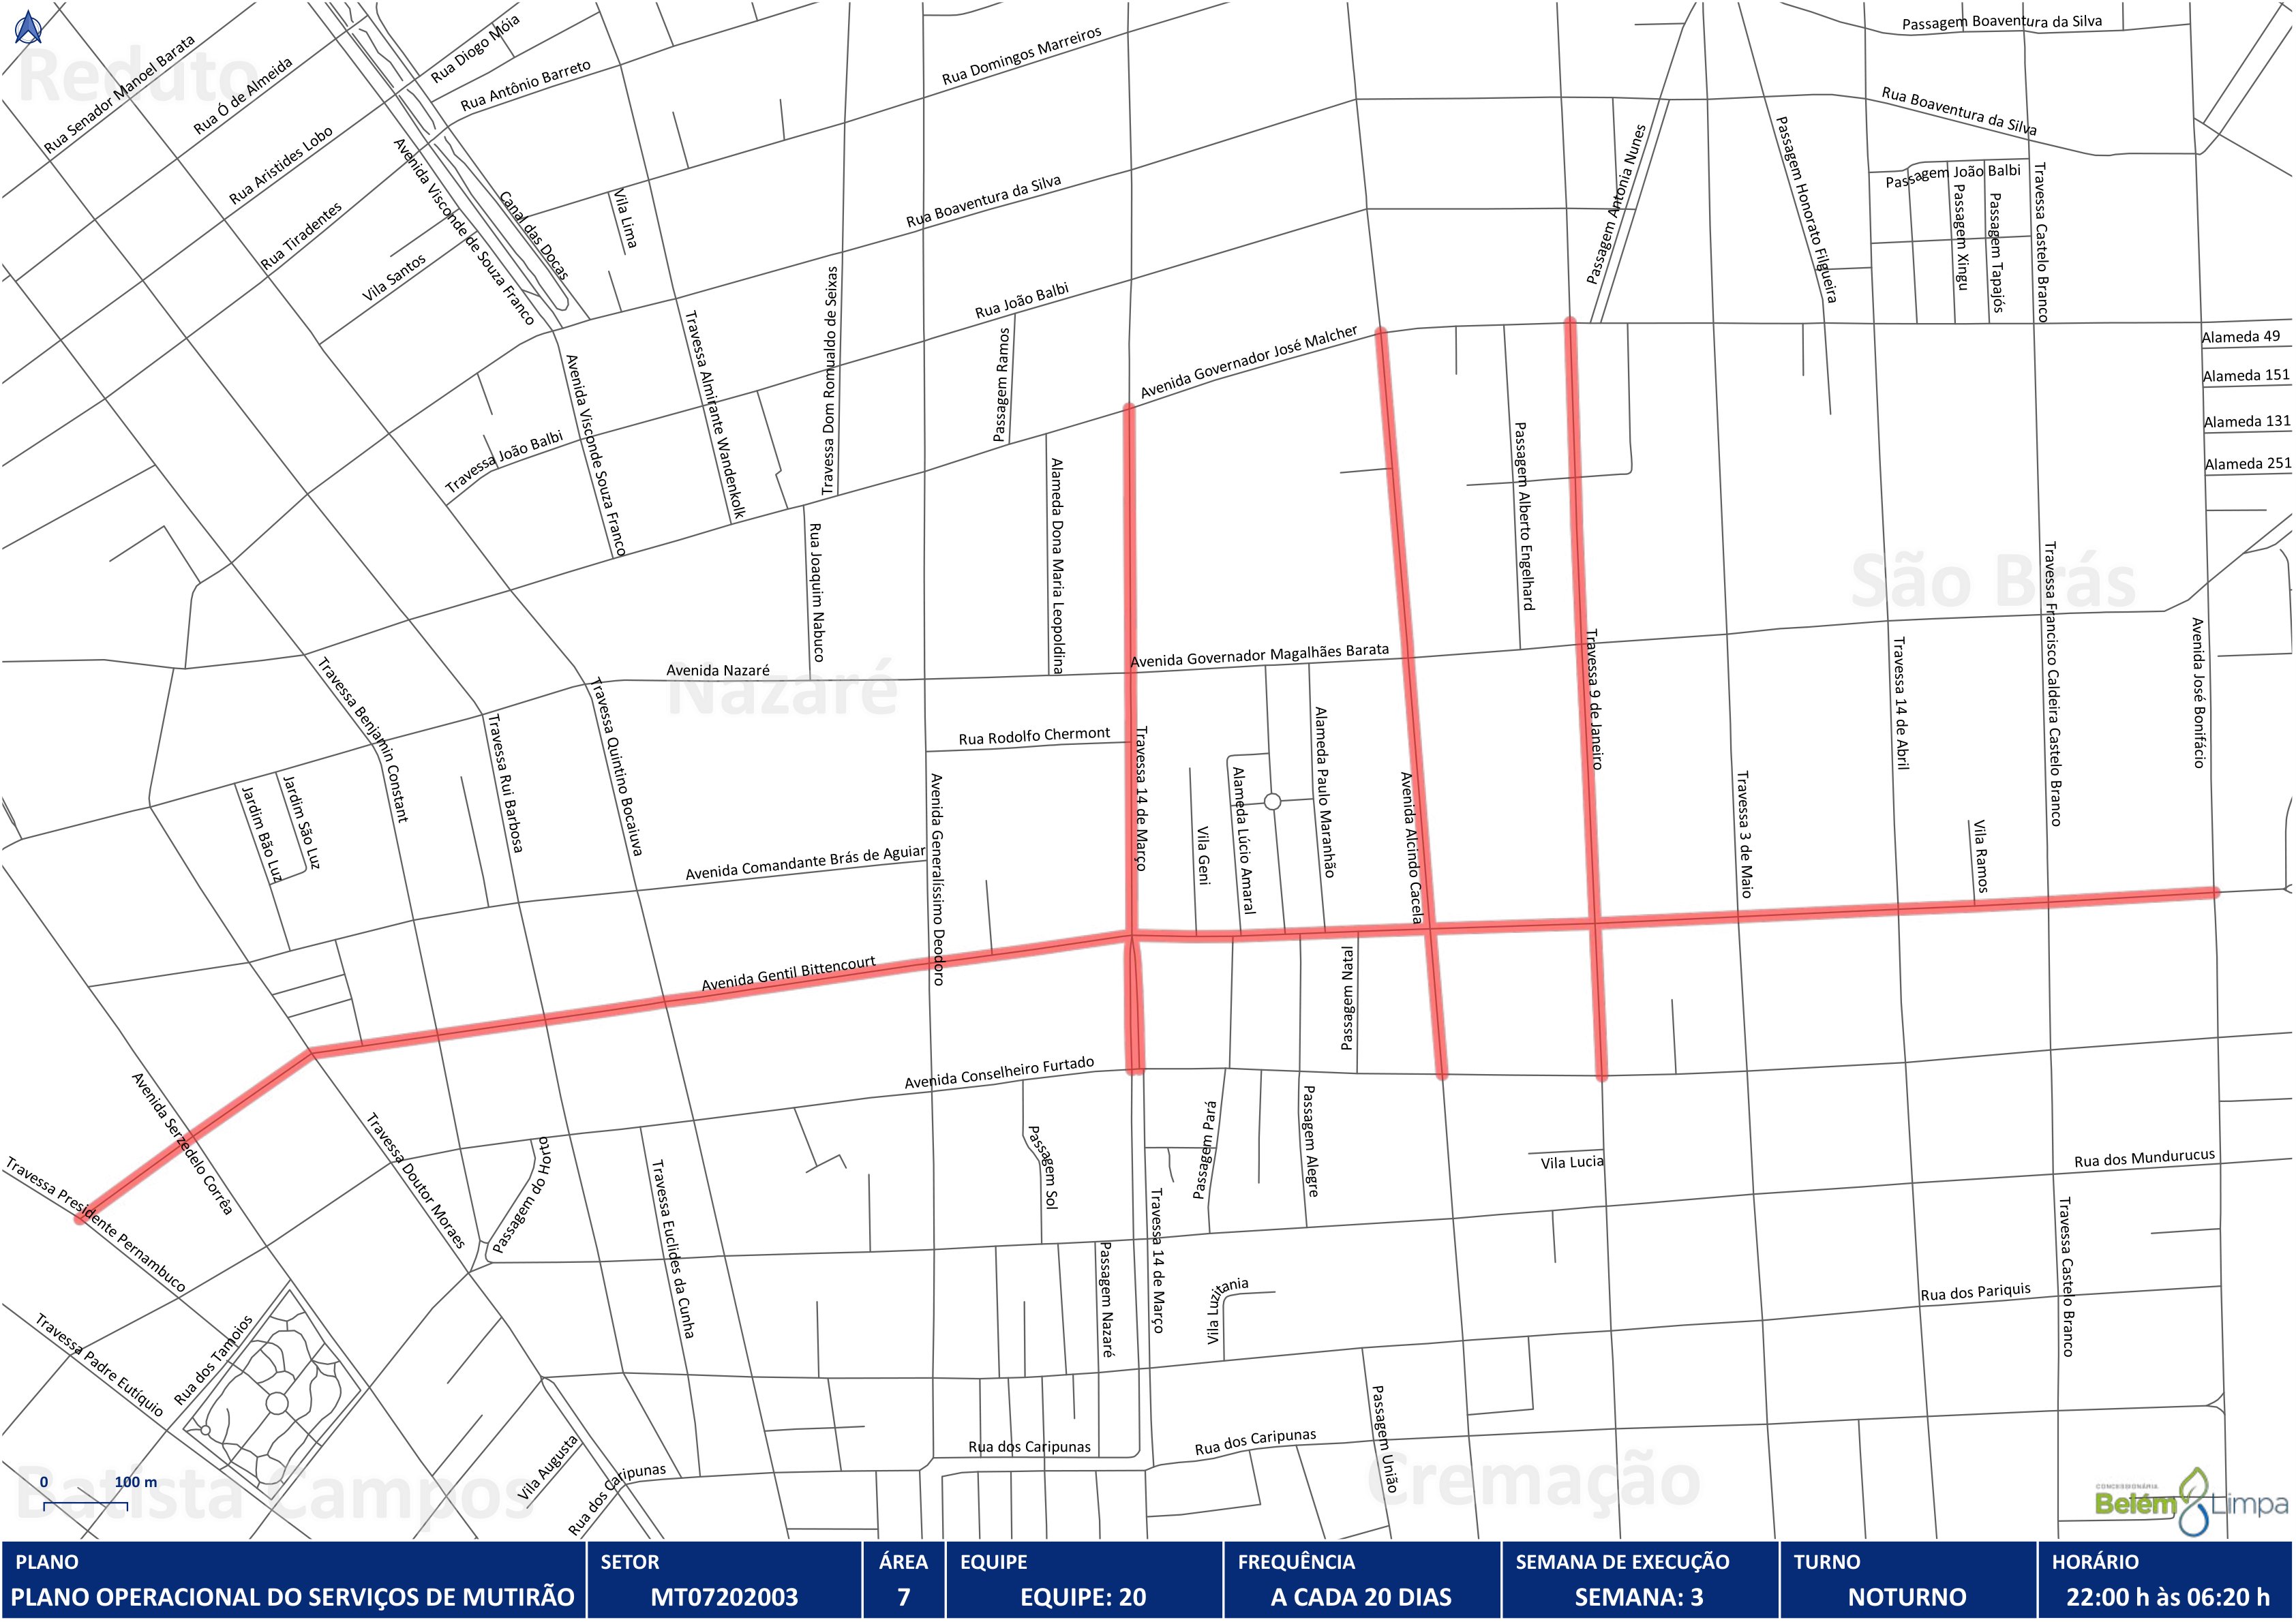 Reduto
Rua Senador Manoel Barata
Rua Ó de Almeida
Rua Aristides Lobo
Rua Tiradentes
Rua Diogo Móia
Rua Antônio Barreto
Rua Domingos Marreiros
Passagem Boaventura da Silva
Rua Boaventura da Silva
Avenida Visconde de Souza Franco
Canal das Docas
Vila Lima
Vila Santos
Rua Boaventura da Silva
Passagem Antonia Nunes
Passagem Honorato Filgueira
Passagem João Balbi
Passagem Xingu
Passagem Tapajós
Travessa Castelo Branco
Rua João Balbi
Travessa Dom Romualdo de Seixas
Travessa Almirante Wandenkolk
Avenida Visconde Souza Franco
Travessa João Balbi
Passagem Ramos
Avenida Governador José Malcher
Alameda 49
Alameda 151
Alameda 131
Alameda 251
Alameda Dona Maria Leopoldina
Passagem Alberto Engelhard
Rua Joaquim Nabuco
São Brás
Travessa Francisco Caldeira Castelo Branco
Avenida José Bonifácio
Nazaré
Avenida Nazaré
Avenida Governador Magalhães Barata
Travessa 9 de Janeiro
Travessa 14 de Abril
Travessa Benjamin Constant
Travessa Rui Barbosa
Travessa Quintino Bocaiuva
Rua Rodolfo Chermont
Travessa 14 de Março
Alameda Paulo Maranhão
Alameda Lúcio Amaral
Vila Geni
Avenida Alcindo Cacela
Travessa 3 de Maio
Vila Ramos
Jardim São Luz
Jardim Bão Luz
Avenida Comandante Brás de Aguiar
Avenida Generalíssimo Deodoro
Avenida Gentil Bittencourt
Passagem Natal
Avenida Conselheiro Furtado
Avenida Serzedelo Corrêa
Travessa Presidente Pernambuco
Travessa Doutor Moraes
Passagem do Horto
Travessa Euclides da Cunha
Passagem Sol
Passagem Pará
Passagem Alegre
Vila Lucia
Rua dos Mundurucus
Travessa 14 de Março
Passagem Nazaré
Vila Luzitania
Rua dos Pariquis
Travessa Castelo Branco
Travessa Padre Eutíquio
Rua dos Tamoios
Passagem União
Rua dos Caripunas
Rua dos Caripunas
Rua dos Caripunas
Vila Augusta
Batista Campos
Cremação
0 100 m
CONCESSIONÁRIA
Belém Limpa
PLANO
PLANO OPERACIONAL DO SERVIÇOS DE MUTIRÃO
SETOR
MT07202003
ÁREA
7
EQUIPE
EQUIPE: 20
FREQUÊNCIA
A CADA 20 DIAS
SEMANA DE EXECUÇÃO
SEMANA: 3
TURNO
NOTURNO
HORÁRIO
22:00 h às 06:20 h